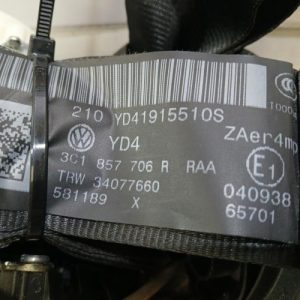 210 YD41915510S
YD4
3C1 857 706 R RAA
TRW 34077660
581189 X
ZAer4mp
E1
040938
65701